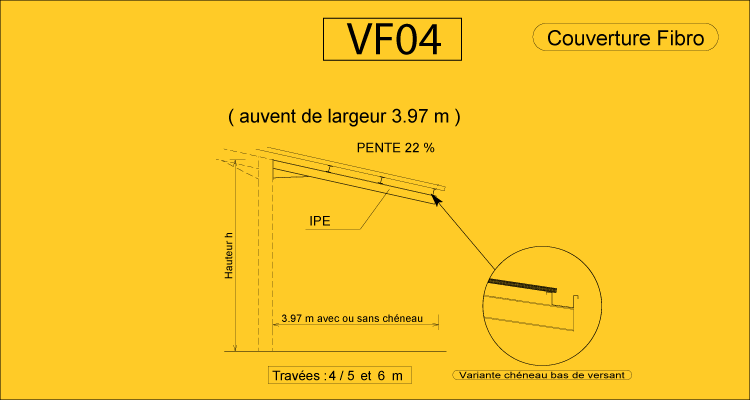 VF04
Couverture Fibro
( auvent de largeur 3.97 m )
PENTE 22 %
IPE
Hauteur h
3.97 m avec ou sans chéneau
Variante chéneau bas de versant
Travées : 4 / 5 et 6 m